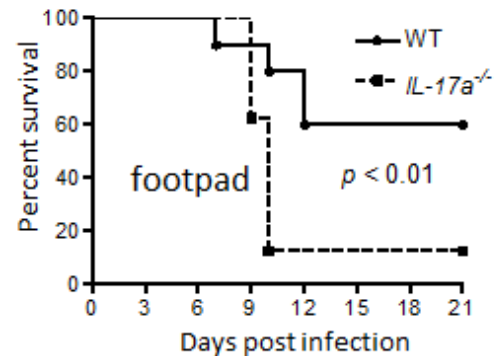 Percent survival
100
80
60
40
20
0
WT
IL-17a-/-
footpad
p < 0.01
0 3 6 9 12 15 18 21
Days post infection